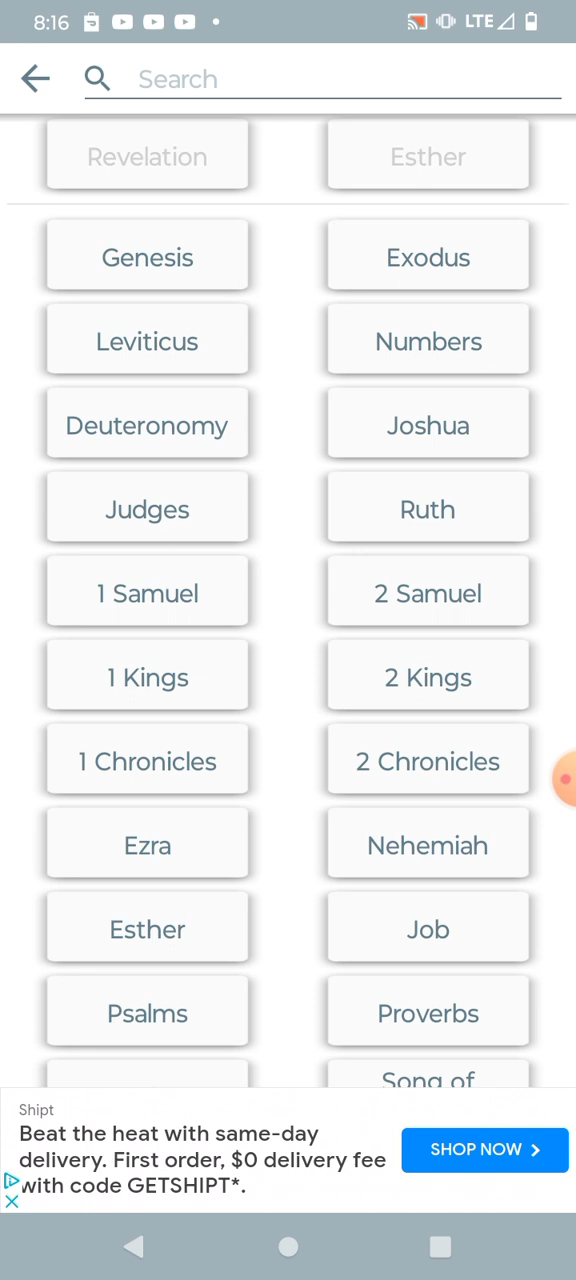 8:16 LTE
Search
Revelation Esther
Genesis Exodus
Leviticus Numbers
Deuteronomy Joshua
Judges Ruth
1 Samuel 2 Samuel
1 Kings 2 Kings
1 Chronicles 2 Chronicles
Ezra Nehemiah
Esther Job
Psalms Proverbs
Song of
Shipt
Beat the heat with same-day
delivery. First order, $0 delivery fee
with code GETSHIPT*.
SHOP NOW